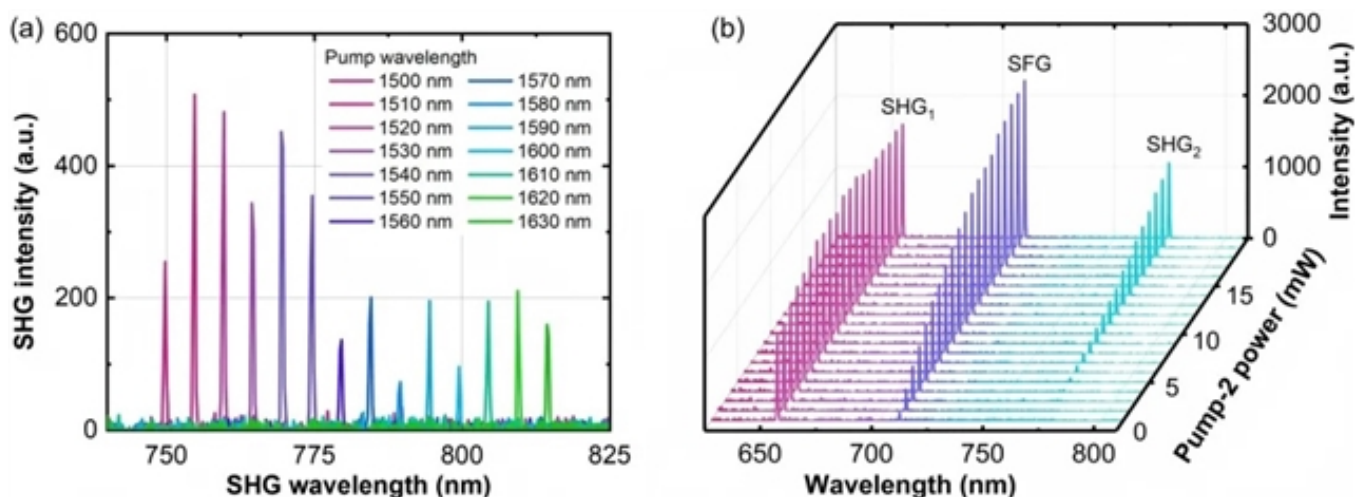 (a)
600
400
200
0
SHG intensity (a.u.)
Pump wavelength
1500 nm
1510 nm
1520 nm
1530 nm
1540 nm
1550 nm
1560 nm
1570 nm
1580 nm
1590 nm
1600 nm
1610 nm
1620 nm
1630 nm
750 775 800 825
SHG wavelength (nm)
(b)
SHG₁
SFG
SHG₂
3000
2000
1000
0
Intensity (a.u.)
15
10
5
0
Pump-2 power (mW)
650 700 750 800
Wavelength (nm)